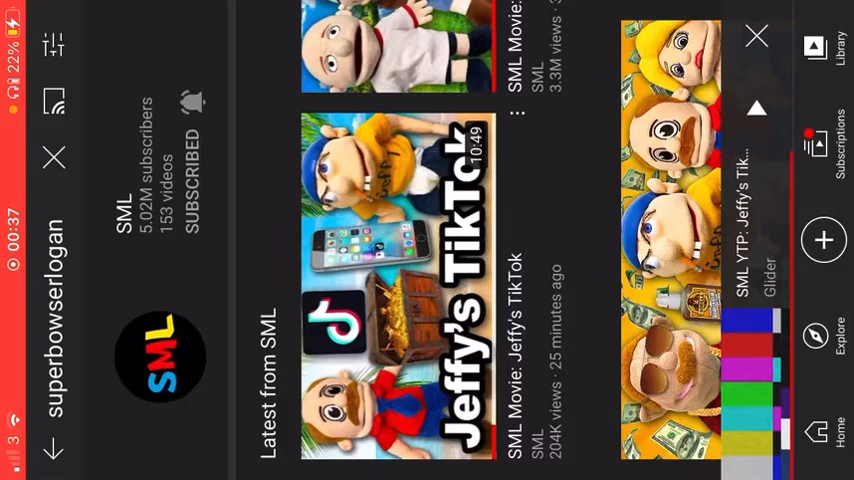 3
00:37
22%
superbowserlogan
SML
SML
5.02M subscribers
153 videos
SUBSCRIBED
Latest from SML
Jeffy's TikTok
10:49
SML Movie: Jeffy's TikTok
SML
204K views · 25 minutes ago
SML Movie:
SML
3.3M views ·
SML YTP: Jeffy's Tik...
Glider
Home
Explore
Subscriptions
Library